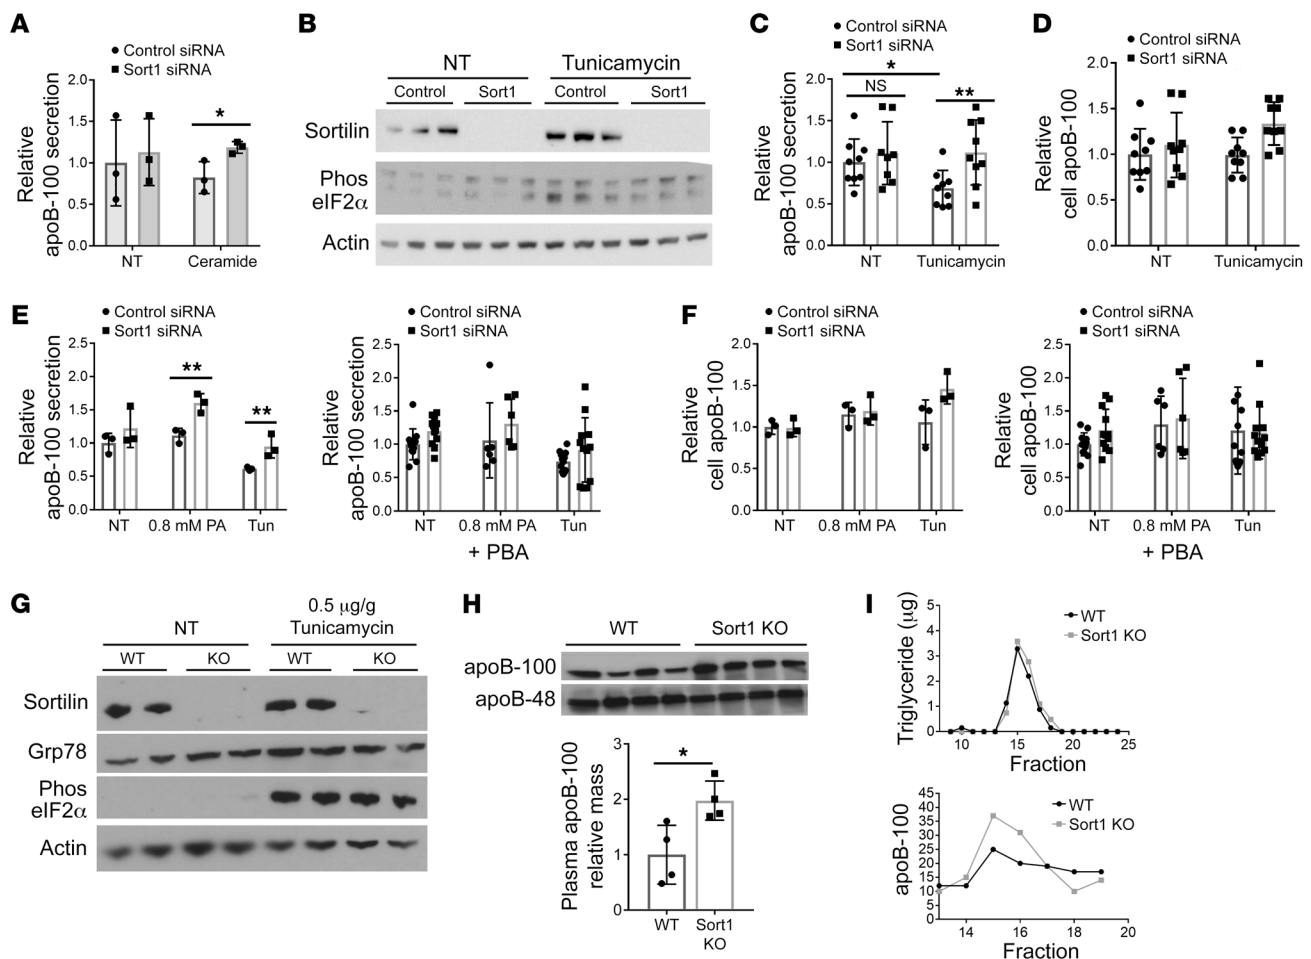 A
Control siRNA
Sort1 siRNA
Relative
apoB-100 secretion
2.0
1.5
1.0
0.5
0.0
*
NT
Ceramide
B
NT
Tunicamycin
Control
Sort1
Control
Sort1
Sortilin
Phos
eIF2α
Actin
C
Control siRNA
Sort1 siRNA
Relative
apoB-100 secretion
2.0
1.5
1.0
0.5
0.0
*
NS
**
NT
Tunicamycin
D
Control siRNA
Sort1 siRNA
Relative
cell apoB-100
2.0
1.5
1.0
0.5
0.0
NT
Tunicamycin
E
Control siRNA
Sort1 siRNA
Relative
apoB-100 secretion
2.5
2.0
1.5
1.0
0.5
0.0
**
**
NT
0.8 mM PA
Tun
Control siRNA
Sort1 siRNA
Relative
apoB-100 secretion
2.5
2.0
1.5
1.0
0.5
0.0
NT
0.8 mM PA
Tun
+ PBA
F
Control siRNA
Sort1 siRNA
Relative
cell apoB-100
2.0
1.5
1.0
0.5
0.0
NT
0.8 mM PA
Tun
Control siRNA
Sort1 siRNA
Relative
cell apoB-100
2.5
2.0
1.5
1.0
0.5
0.0
NT
0.8 mM PA
Tun
+ PBA
G
NT
0.5 μg/g
Tunicamycin
WT
KO
WT
KO
Sortilin
Grp78
Phos
eIF2α
Actin
H
WT
Sort1 KO
apoB-100
apoB-48
Plasma apoB-100
relative mass
3
2
1
0
*
WT
Sort1
KO
I
Triglyceride (μg)
5
4
3
2
1
0
WT
Sort1 KO
10
15
20
25
Fraction
apoB-100
45
40
35
30
25
20
15
10
5
0
WT
Sort1 KO
14
16
18
20
Fraction